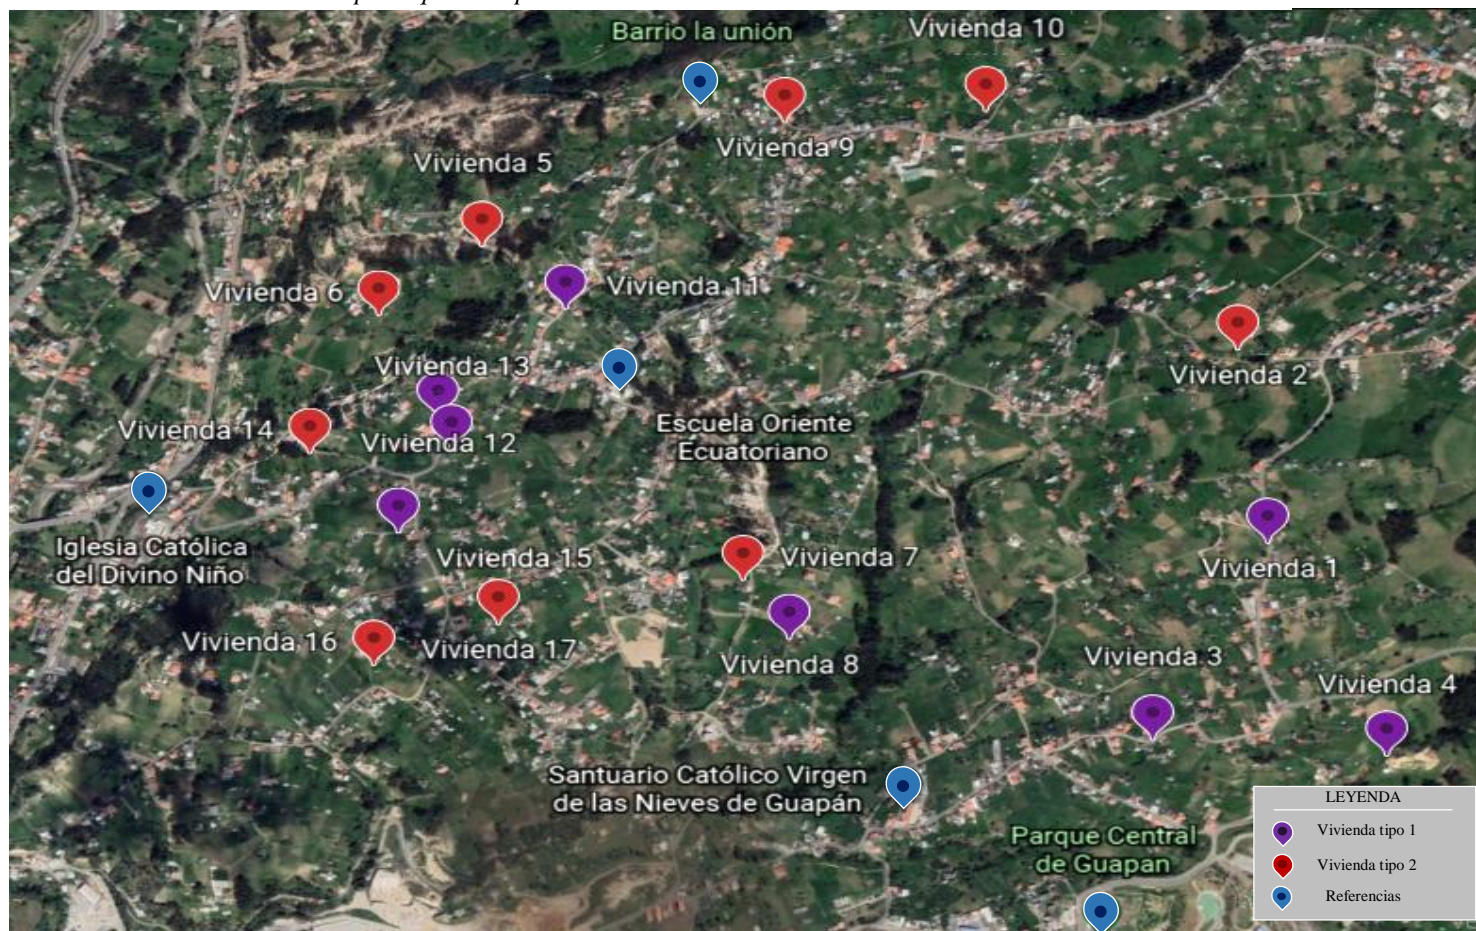 Barrio la unión
Vivienda 10
Vivienda 9
Vivienda 5
Vivienda 6
Vivienda 11
Vivienda 13
Vivienda 2
Vivienda 14
Vivienda 12
Escuela Oriente
Ecuatoriano
Iglesia Católica
del Divino Niño
Vivienda 15
Vivienda 7
Vivienda 1
Vivienda 16
Vivienda 17
Vivienda 8
Vivienda 3
Vivienda 4
Santuario Católico Virgen
de las Nieves de Guapán
Parque Central
de Guapan
LEYENDA
Vivienda tipo 1
Vivienda tipo 2
Referencias